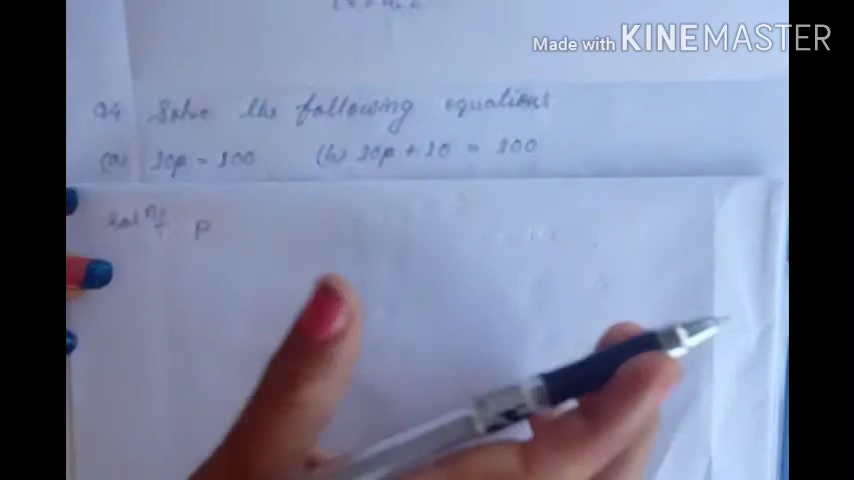 Made with KINEMASTER
Q4 Solve the following equations
(a) 10p = 100 (b) 10p + 10 = 100
Solⁿ/ P